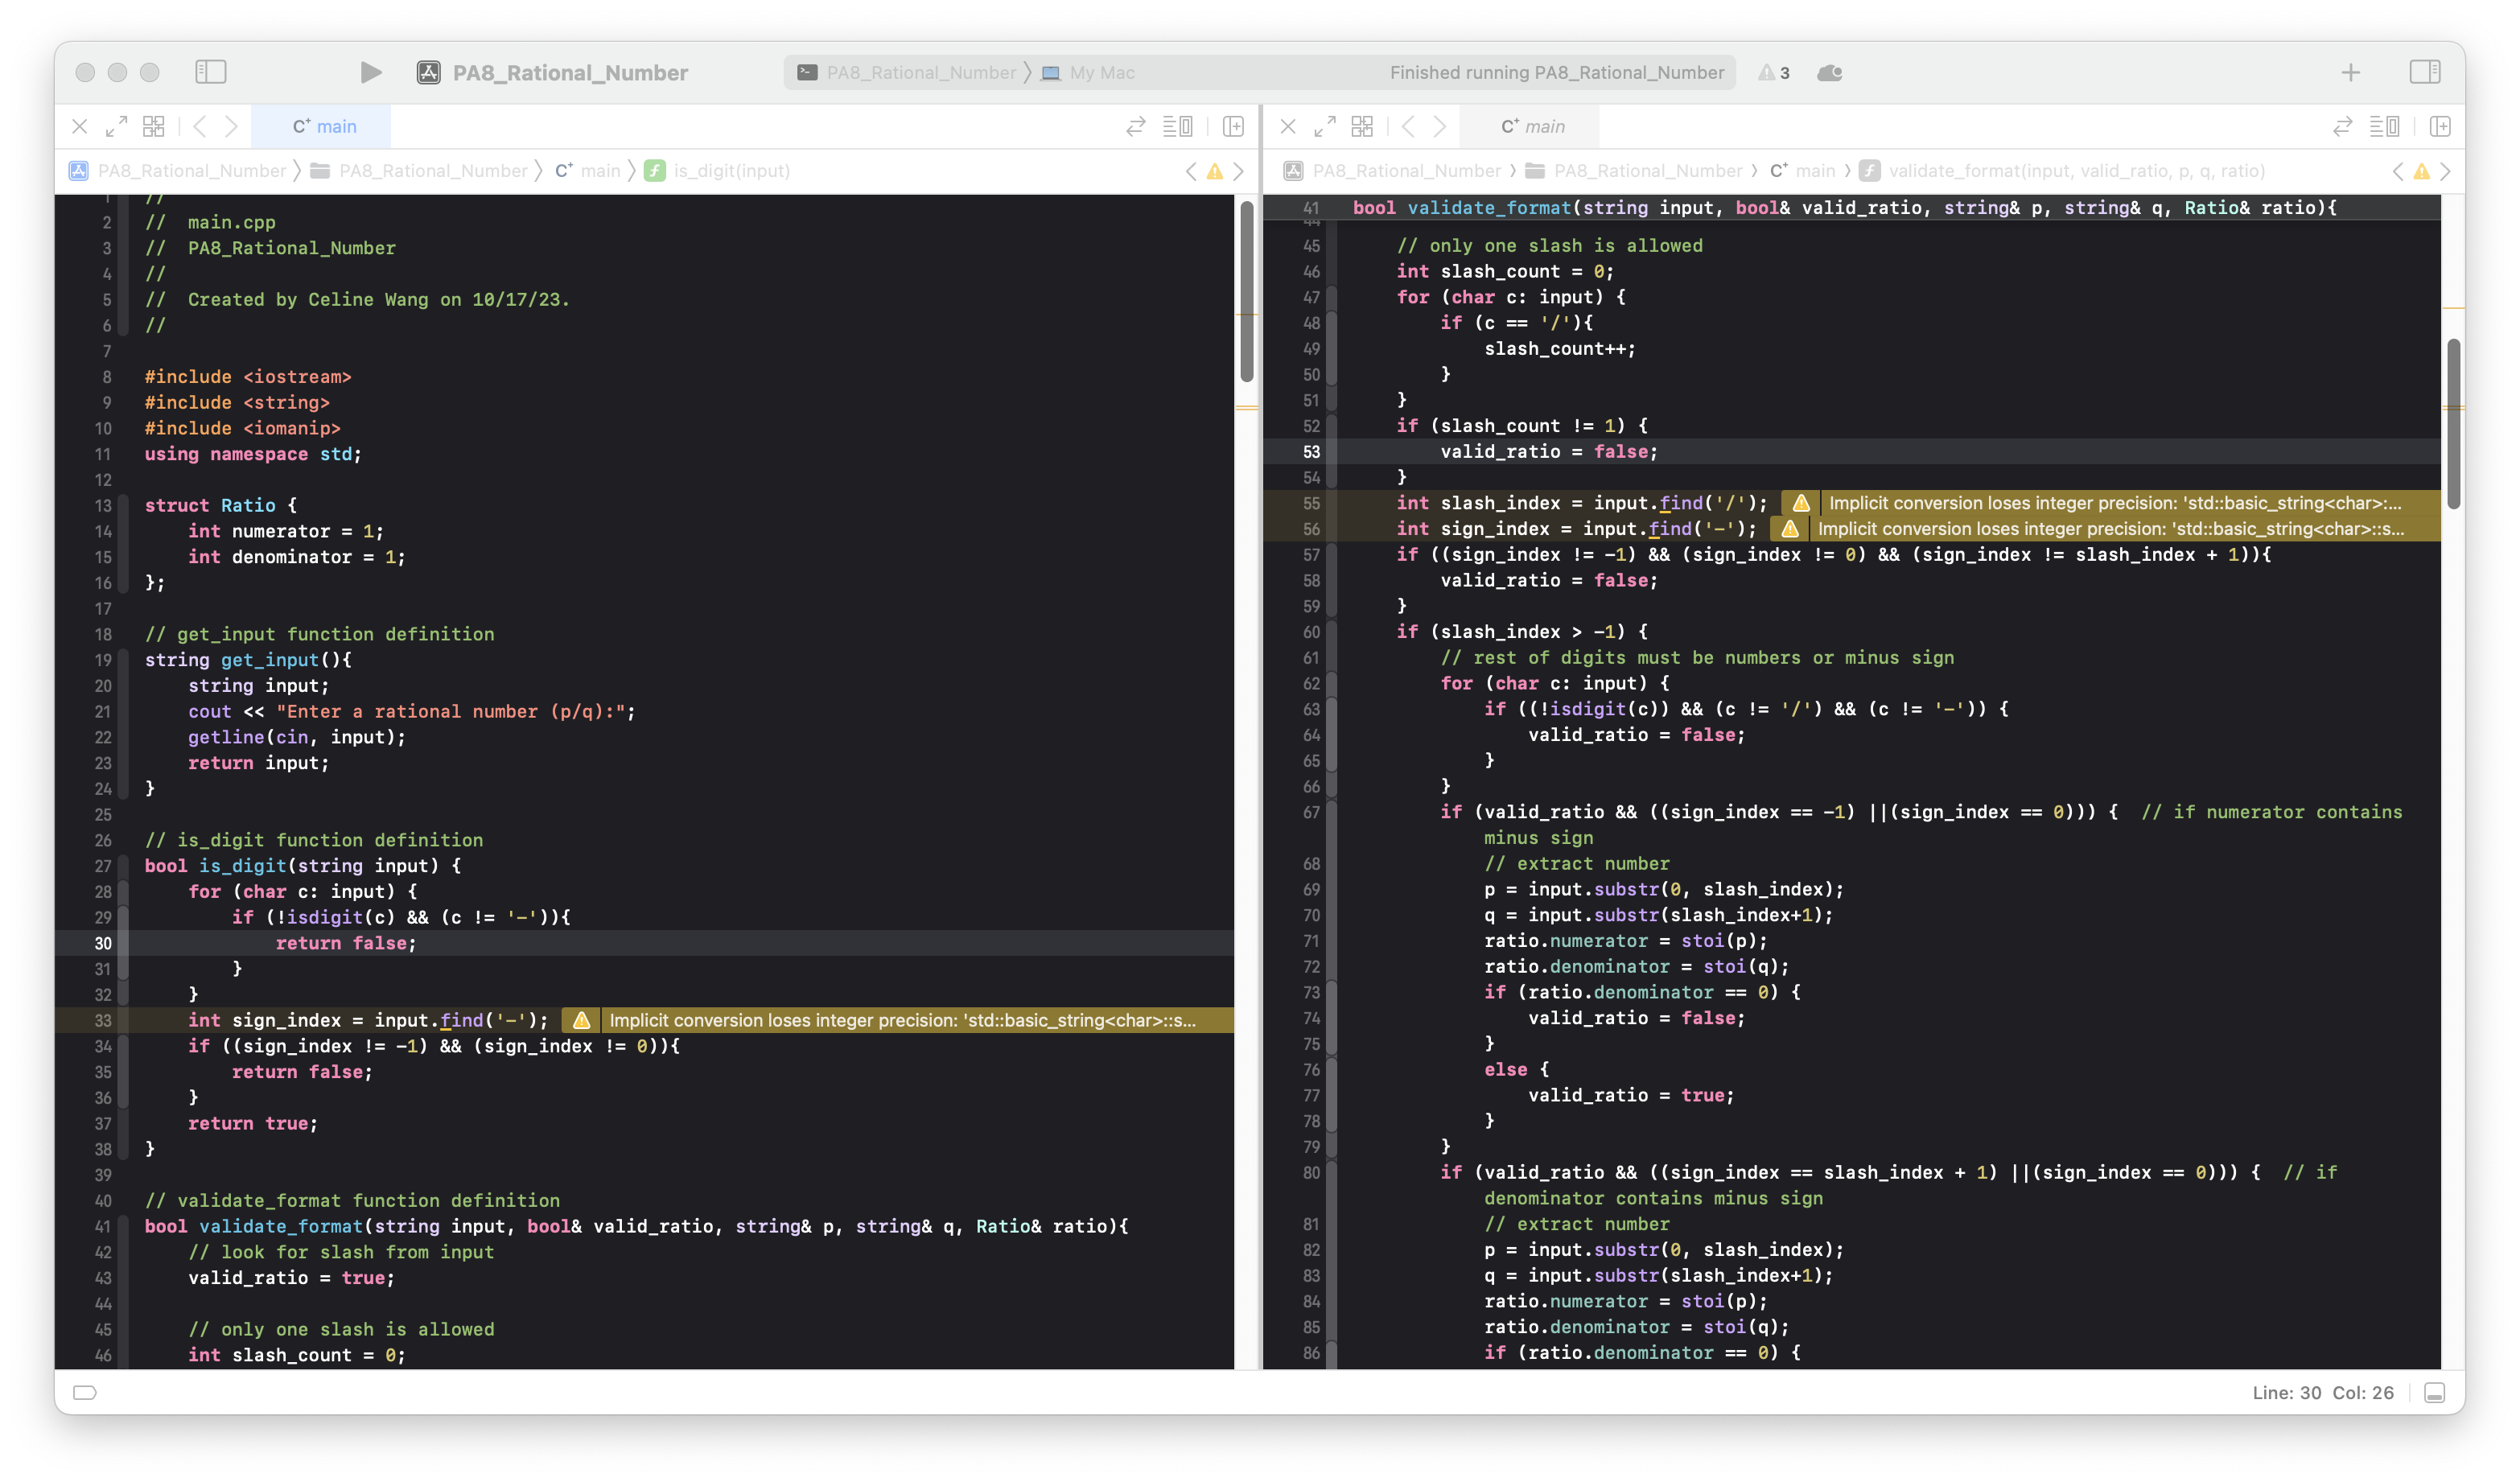 PA8_Rational_Number
PA8_Rational_Number
My Mac
Finished running PA8_Rational_Number
3
C+ main
PA8_Rational_Number
PA8_Rational_Number
C+ main
f is_digit(input)
1 //
2 //  main.cpp
3 //  PA8_Rational_Number
4 //
5 //  Created by Celine Wang on 10/17/23.
6 //
7
8 #include <iostream>
9 #include <string>
10 #include <iomanip>
11 using namespace std;
12
13 struct Ratio {
14     int numerator = 1;
15     int denominator = 1;
16 };
17
18 // get_input function definition
19 string get_input(){
20     string input;
21     cout << "Enter a rational number (p/q):";
22     getline(cin, input);
23     return input;
24 }
25
26 // is_digit function definition
27 bool is_digit(string input) {
28     for (char c: input) {
29         if (!isdigit(c) && (c != '-')){
30             return false;
31         }
32     }
33     int sign_index = input.find('-'); Implicit conversion loses integer precision: 'std::basic_string<char>::s...
34     if ((sign_index != -1) && (sign_index != 0)){
35         return false;
36     }
37     return true;
38 }
39
40 // validate_format function definition
41 bool validate_format(string input, bool& valid_ratio, string& p, string& q, Ratio& ratio){
42     // look for slash from input
43     valid_ratio = true;
44
45     // only one slash is allowed
46     int slash_count = 0;
C+ main
PA8_Rational_Number
PA8_Rational_Number
C+ main
f validate_format(input, valid_ratio, p, q, ratio)
41 bool validate_format(string input, bool& valid_ratio, string& p, string& q, Ratio& ratio){
44
45     // only one slash is allowed
46     int slash_count = 0;
47     for (char c: input) {
48         if (c == '/'){
49             slash_count++;
50         }
51     }
52     if (slash_count != 1) {
53         valid_ratio = false;
54     }
55     int slash_index = input.find('/'); Implicit conversion loses integer precision: 'std::basic_string<char>:...
56     int sign_index = input.find('-'); Implicit conversion loses integer precision: 'std::basic_string<char>::s...
57     if ((sign_index != -1) && (sign_index != 0) && (sign_index != slash_index + 1)){
58         valid_ratio = false;
59     }
60     if (slash_index > -1) {
61         // rest of digits must be numbers or minus sign
62         for (char c: input) {
63             if ((!isdigit(c)) && (c != '/') && (c != '-')) {
64                 valid_ratio = false;
65             }
66         }
67         if (valid_ratio && ((sign_index == -1) ||(sign_index == 0))) {  // if numerator contains
            minus sign
68             // extract number
69             p = input.substr(0, slash_index);
70             q = input.substr(slash_index+1);
71             ratio.numerator = stoi(p);
72             ratio.denominator = stoi(q);
73             if (ratio.denominator == 0) {
74                 valid_ratio = false;
75             }
76             else {
77                 valid_ratio = true;
78             }
79         }
80         if (valid_ratio && ((sign_index == slash_index + 1) ||(sign_index == 0))) {  // if
            denominator contains minus sign
81             // extract number
82             p = input.substr(0, slash_index);
83             q = input.substr(slash_index+1);
84             ratio.numerator = stoi(p);
85             ratio.denominator = stoi(q);
86             if (ratio.denominator == 0) {
Line: 30  Col: 26